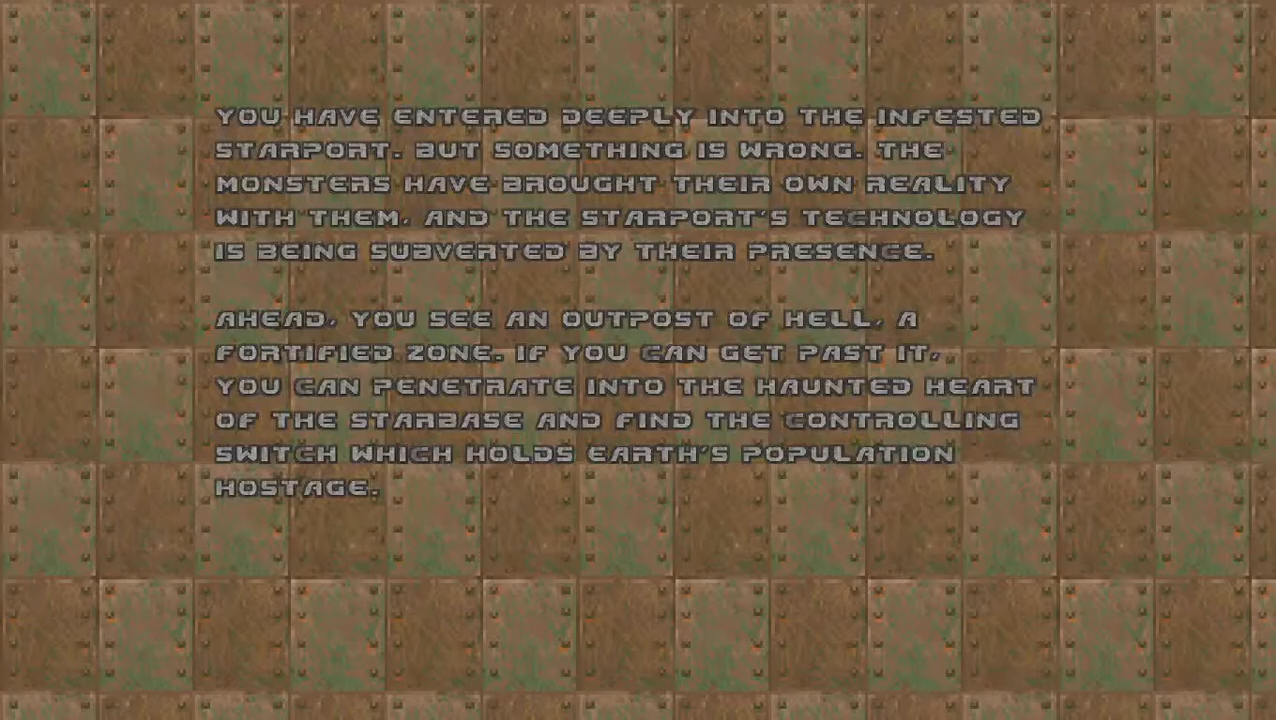 YOU HAVE ENTERED DEEPLY INTO THE INFESTED
STARPORT. BUT SOMETHING IS WRONG. THE
MONSTERS HAVE BROUGHT THEIR OWN REALITY
WITH THEM, AND THE STARPORT'S TECHNOLOGY
IS BEING SUBVERTED BY THEIR PRESENCE.
AHEAD, YOU SEE AN OUTPOST OF HELL, A
FORTIFIED ZONE. IF YOU CAN GET PAST IT,
YOU CAN PENETRATE INTO THE HAUNTED HEART
OF THE STARBASE AND FIND THE CONTROLLING
SWITCH WHICH HOLDS EARTH'S POPULATION
HOSTAGE.